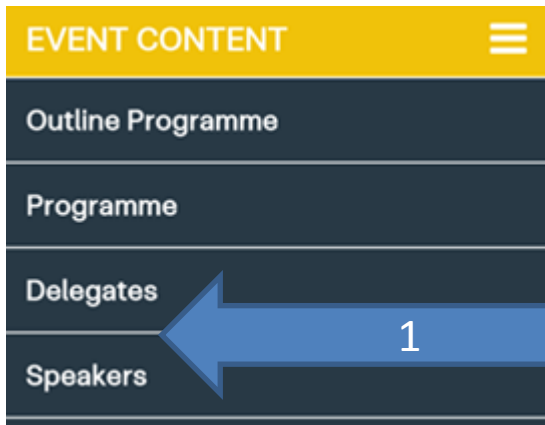 EVENT CONTENT
Outline Programme
Programme
Delegates
1
Speakers